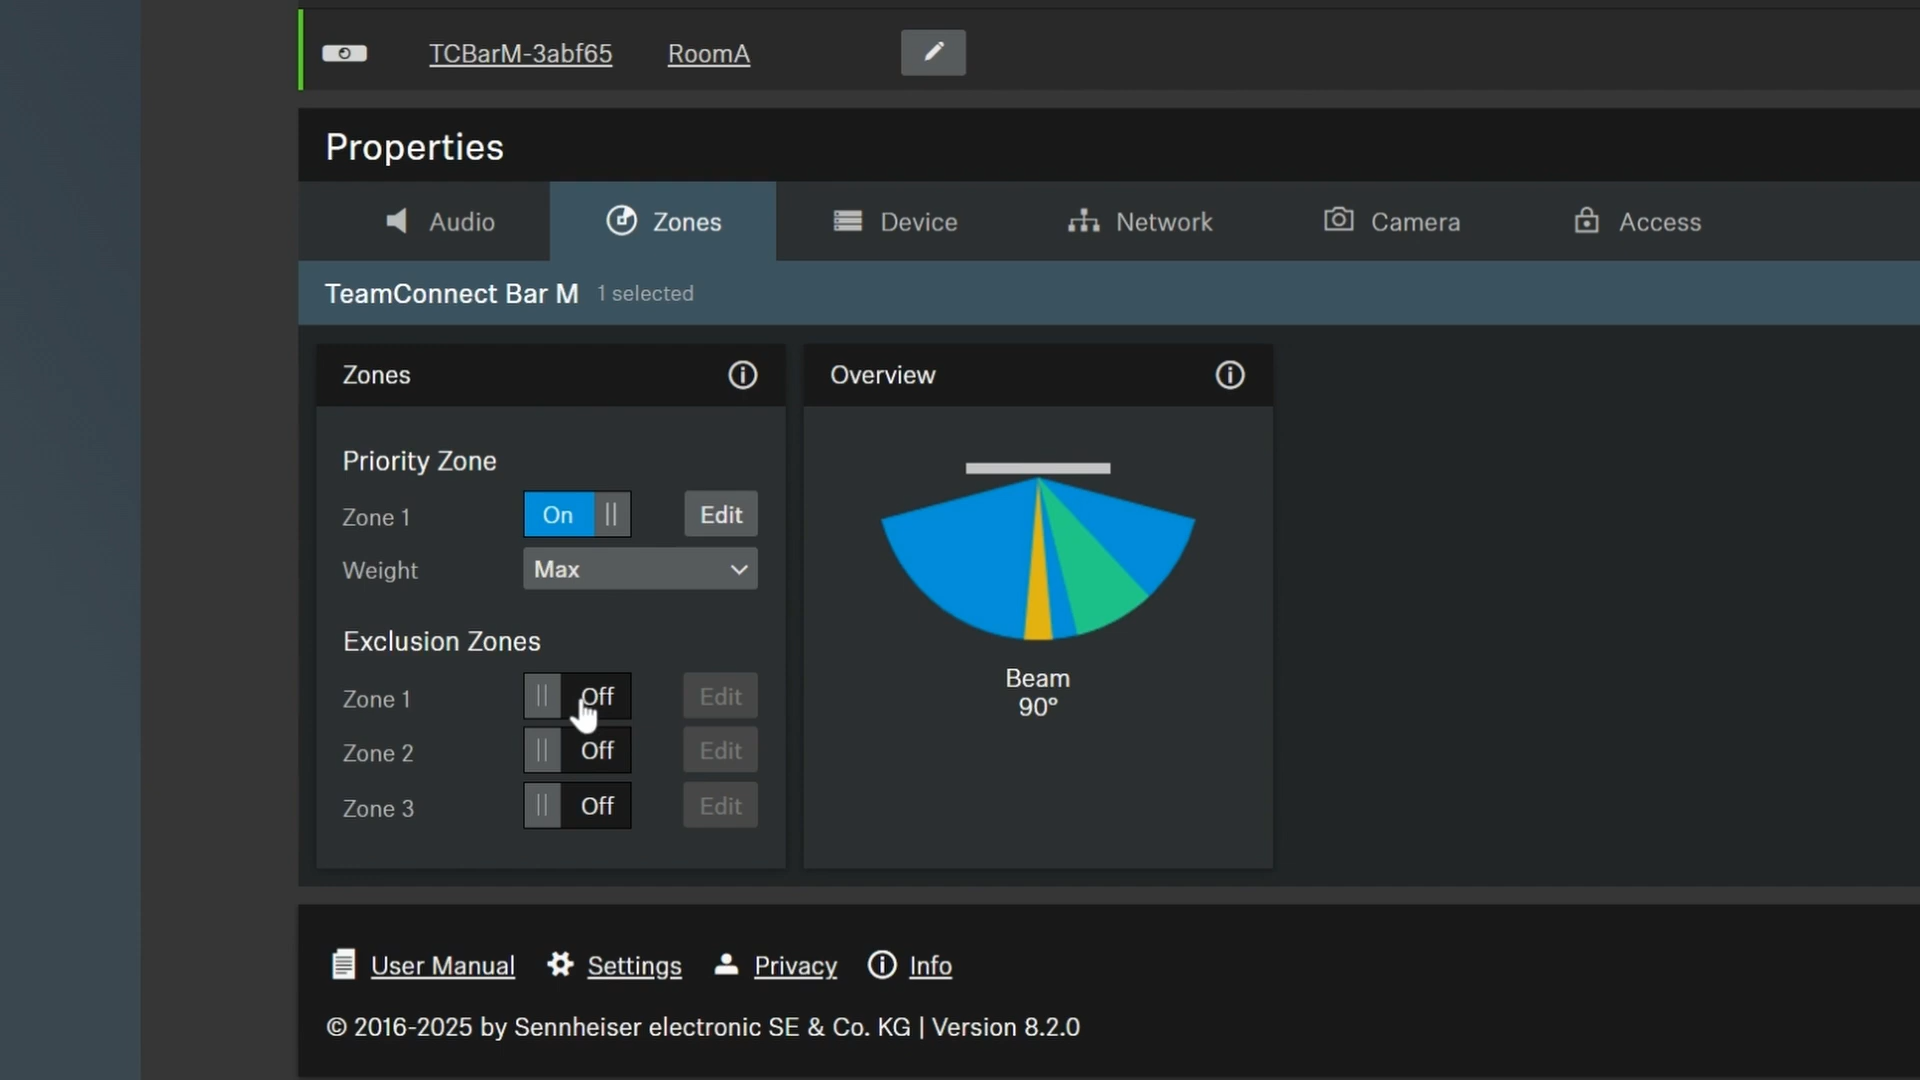 TCBarM-3abf65 RoomA
Properties
Audio Zones Device Network Camera Access
TeamConnect Bar M 1 selected
Zones
Priority Zone
Zone 1 On Edit
Weight Max
Exclusion Zones
Zone 1 Off Edit
Zone 2 Off Edit
Zone 3 Off Edit
Overview
Beam
90°
User Manual Settings Privacy Info
© 2016-2025 by Sennheiser electronic SE & Co. KG | Version 8.2.0